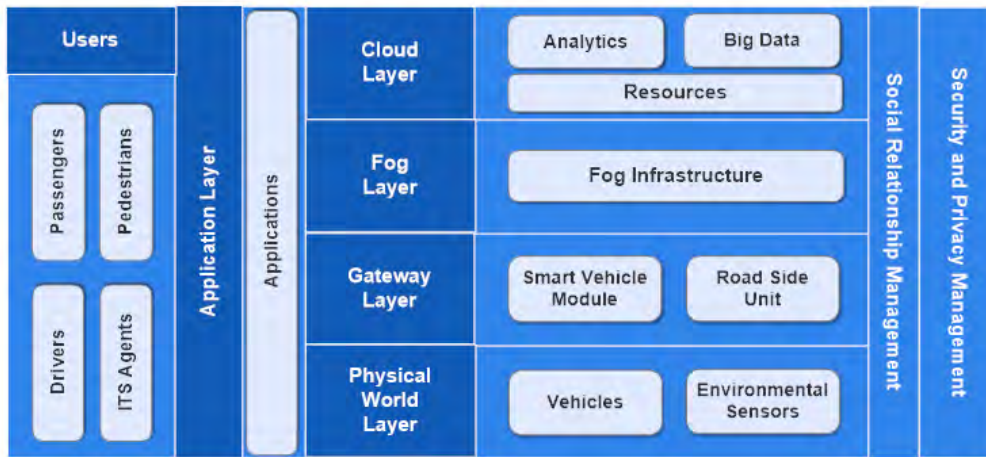 Users
Passengers
Pedestrians
Drivers
ITS Agents
Application Layer
Applications
Cloud
Layer
Analytics
Big Data
Resources
Fog
Layer
Fog Infrastructure
Gateway
Layer
Smart Vehicle
Module
Road Side
Unit
Physical
World
Layer
Vehicles
Environmental
Sensors
Social Relationship Management
Security and Privacy Management